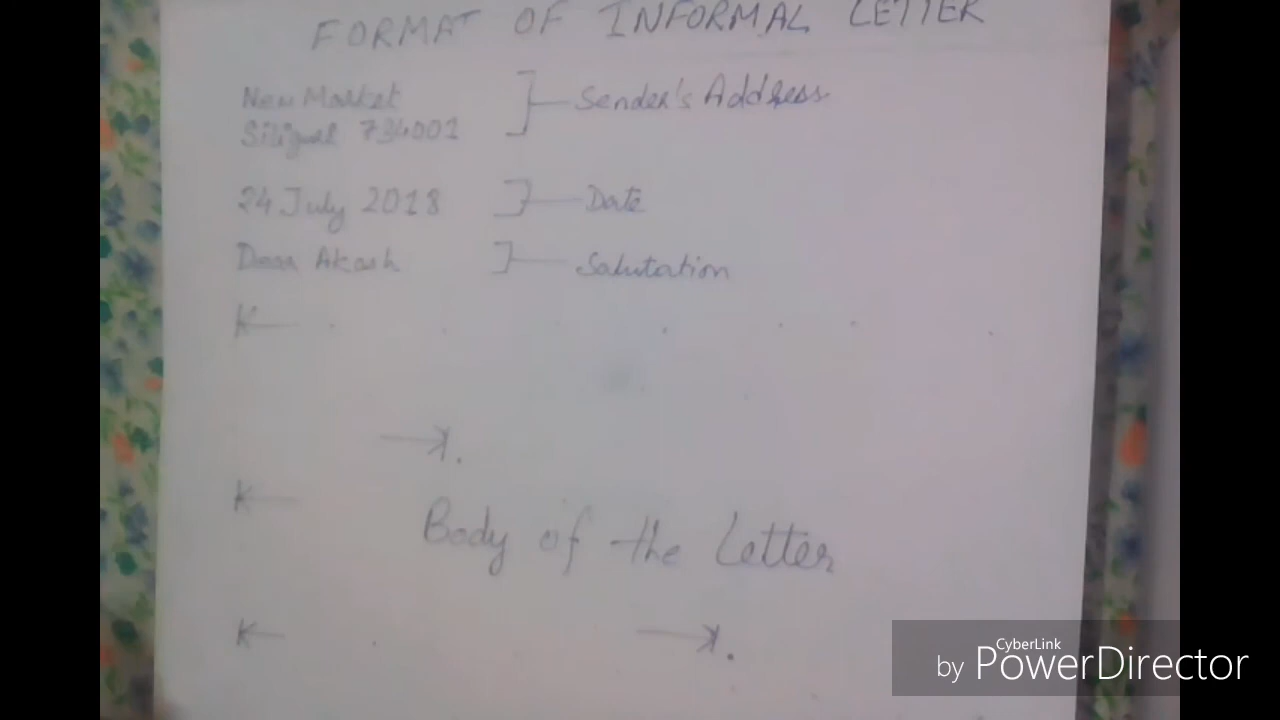 FORMAT OF INFORMAL LETTER
New Market
Siliguri 734001
Sender's Address
24 July 2018
Date
Dear Akash
Salutation
Body of the Letter
CyberLink
by PowerDirector